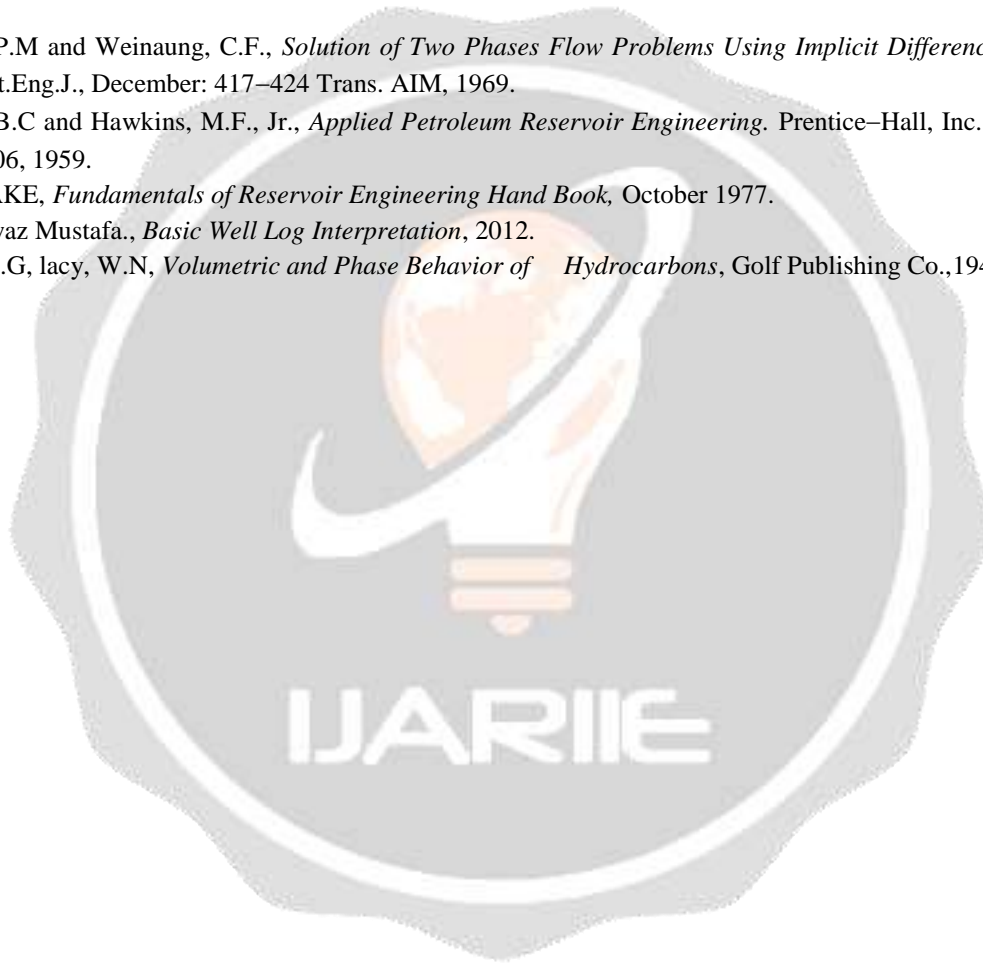 P.M and Weinaung, C.F., Solution of Two Phases Flow Problems Using Implicit Differenc
t.Eng.J., December: 417–424 Trans. AIM, 1969.
B.C and Hawkins, M.F., Jr., Applied Petroleum Reservoir Engineering. Prentice–Hall, Inc.
06, 1959.
AKE, Fundamentals of Reservoir Engineering Hand Book, October 1977.
yaz Mustafa., Basic Well Log Interpretation, 2012.
.G, lacy, W.N, Volumetric and Phase Behavior of Hydrocarbons, Golf Publishing Co.,194
IJARIIE